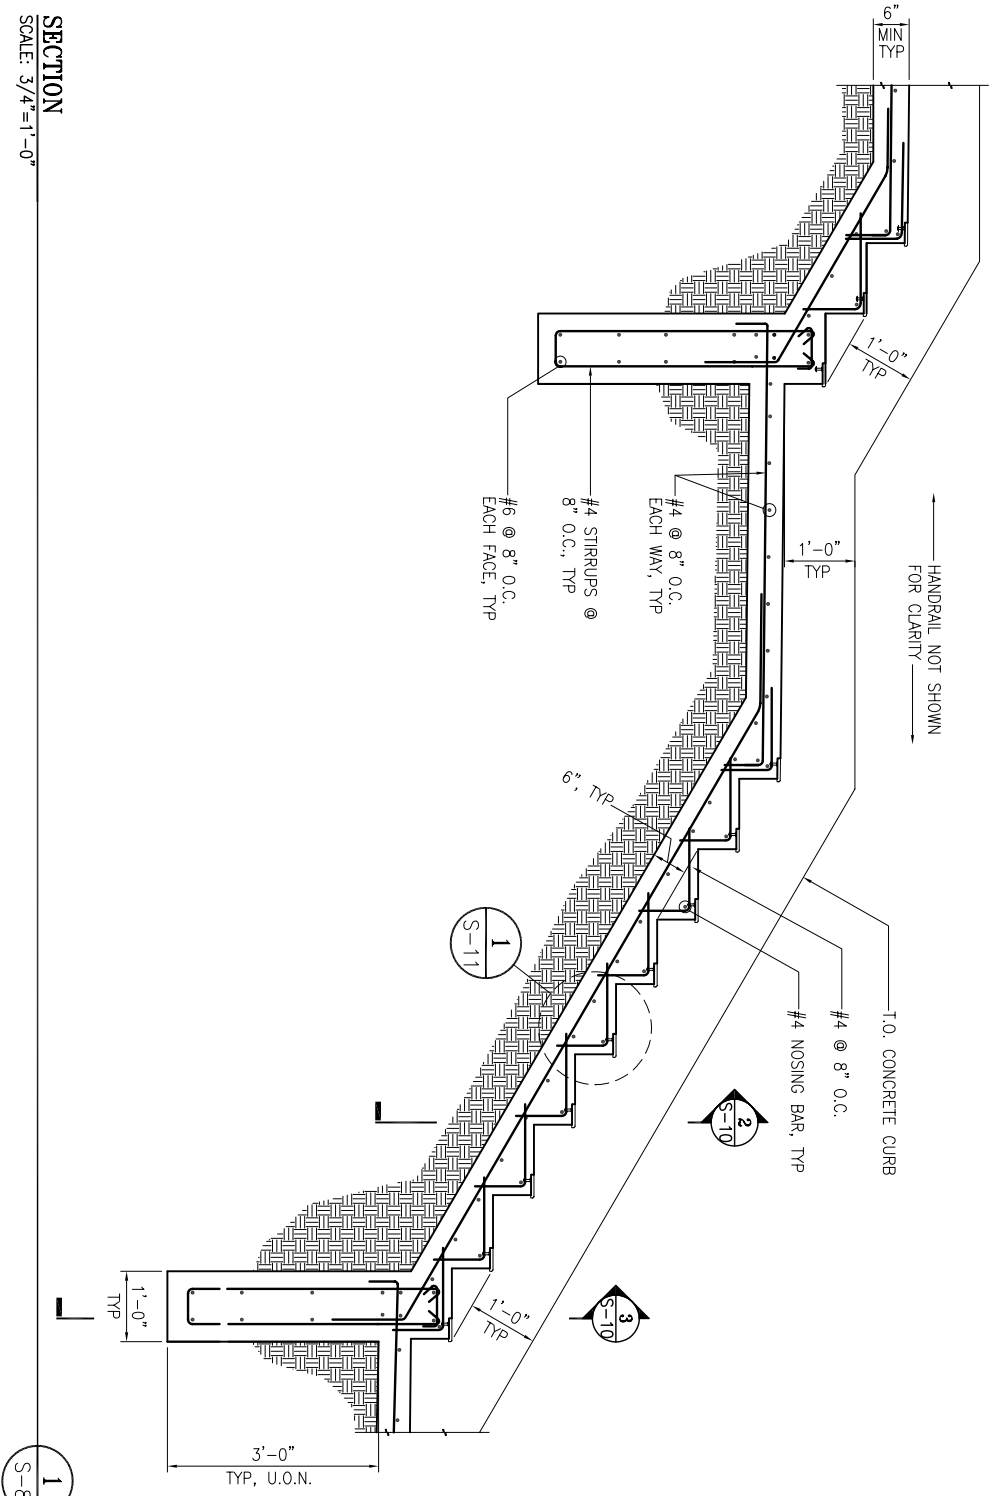 6"
MIN
TYP
1'-0"
TYP
HANDRAIL NOT SHOWN
FOR CLARITY
1'-0"
TYP
#4 @ 8" O.C.
EACH WAY, TYP
#4 STIRRUPS @
8" O.C., TYP
#6 @ 8" O.C.
EACH FACE, TYP
6", TYP
T.O. CONCRETE CURB
#4 @ 8" O.C.
#4 NOSING BAR, TYP
1
S-11
2
S-10
3
S-10
1'-0"
TYP
1'-0"
TYP
3'-0"
TYP, U.O.N.
SECTION
SCALE: 3/4"=1'-0"
1
S-8